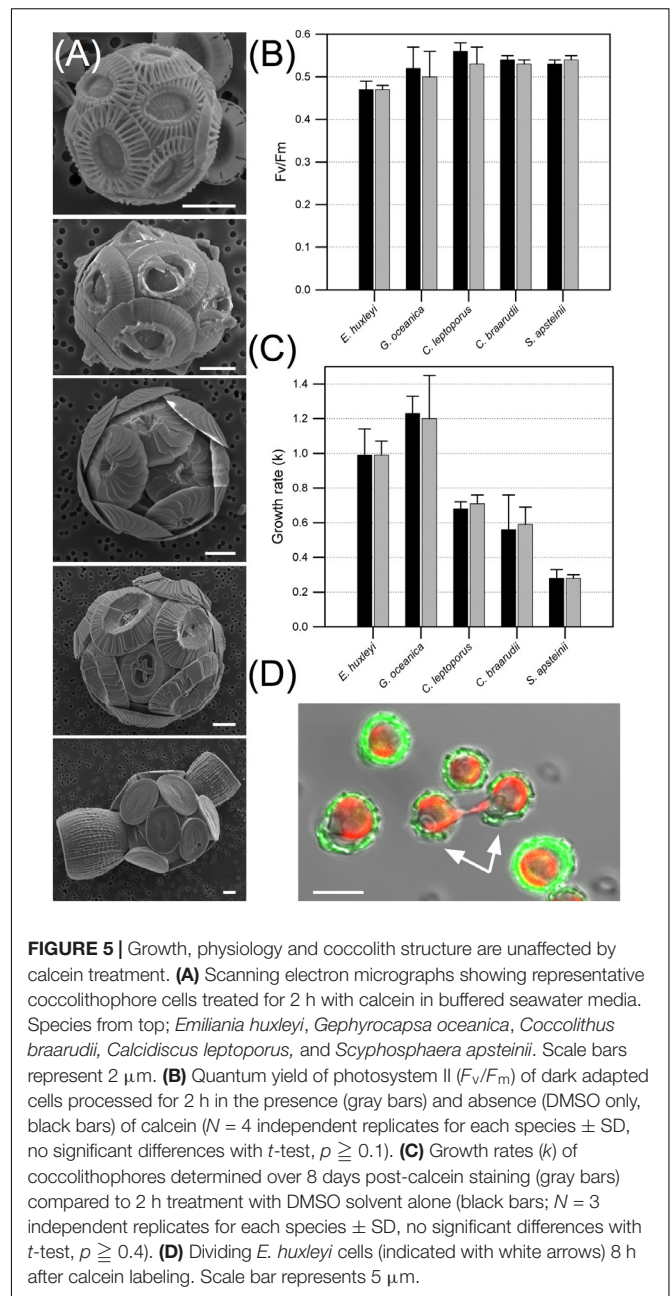 (A)
(B)
0.6
0.5
0.4
0.3
0.2
0.1
0.0
Fv/Fm
E. huxleyi
G. oceanica
C. leptoporus
C. braarudii
S. apsteinii
(C)
1.4
1.2
1.0
0.8
0.6
0.4
0.2
0.0
Growth rate (k)
E. huxleyi
G. oceanica
C. leptoporus
C. braarudii
S. apsteinii
(D)
FIGURE 5 | Growth, physiology and coccolith structure are unaffected by
calcein treatment. (A) Scanning electron micrographs showing representative
coccolithophore cells treated for 2 h with calcein in buffered seawater media.
Species from top; Emiliania huxleyi, Gephyrocapsa oceanica, Coccolithus
braarudii, Calcidiscus leptoporus, and Scyphosphaera apsteinii. Scale bars
represent 2 μm. (B) Quantum yield of photosystem II (Fv/Fm) of dark adapted
cells processed for 2 h in the presence (gray bars) and absence (DMSO only,
black bars) of calcein (N = 4 independent replicates for each species ± SD,
no significant differences with t-test, p ≧ 0.1). (C) Growth rates (k) of
coccolithophores determined over 8 days post-calcein staining (gray bars)
compared to 2 h treatment with DMSO solvent alone (black bars; N = 3
independent replicates for each species ± SD, no significant differences with
t-test, p ≧ 0.4). (D) Dividing E. huxleyi cells (indicated with white arrows) 8 h
after calcein labeling. Scale bar represents 5 μm.